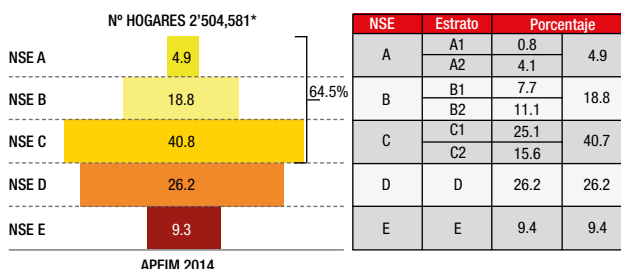 Nº HOGARES 2’504,581*
NSE A 4.9
NSE B 18.8
64.5%
NSE C 40.8
NSE D 26.2
NSE E 9.3
APEIM 2014
NSE Estrato Porcentaje
A A1 0.8 4.9
A2 4.1
B B1 7.7 18.8
B2 11.1
C C1 25.1 40.7
C2 15.6
D D 26.2 26.2
E E 9.4 9.4